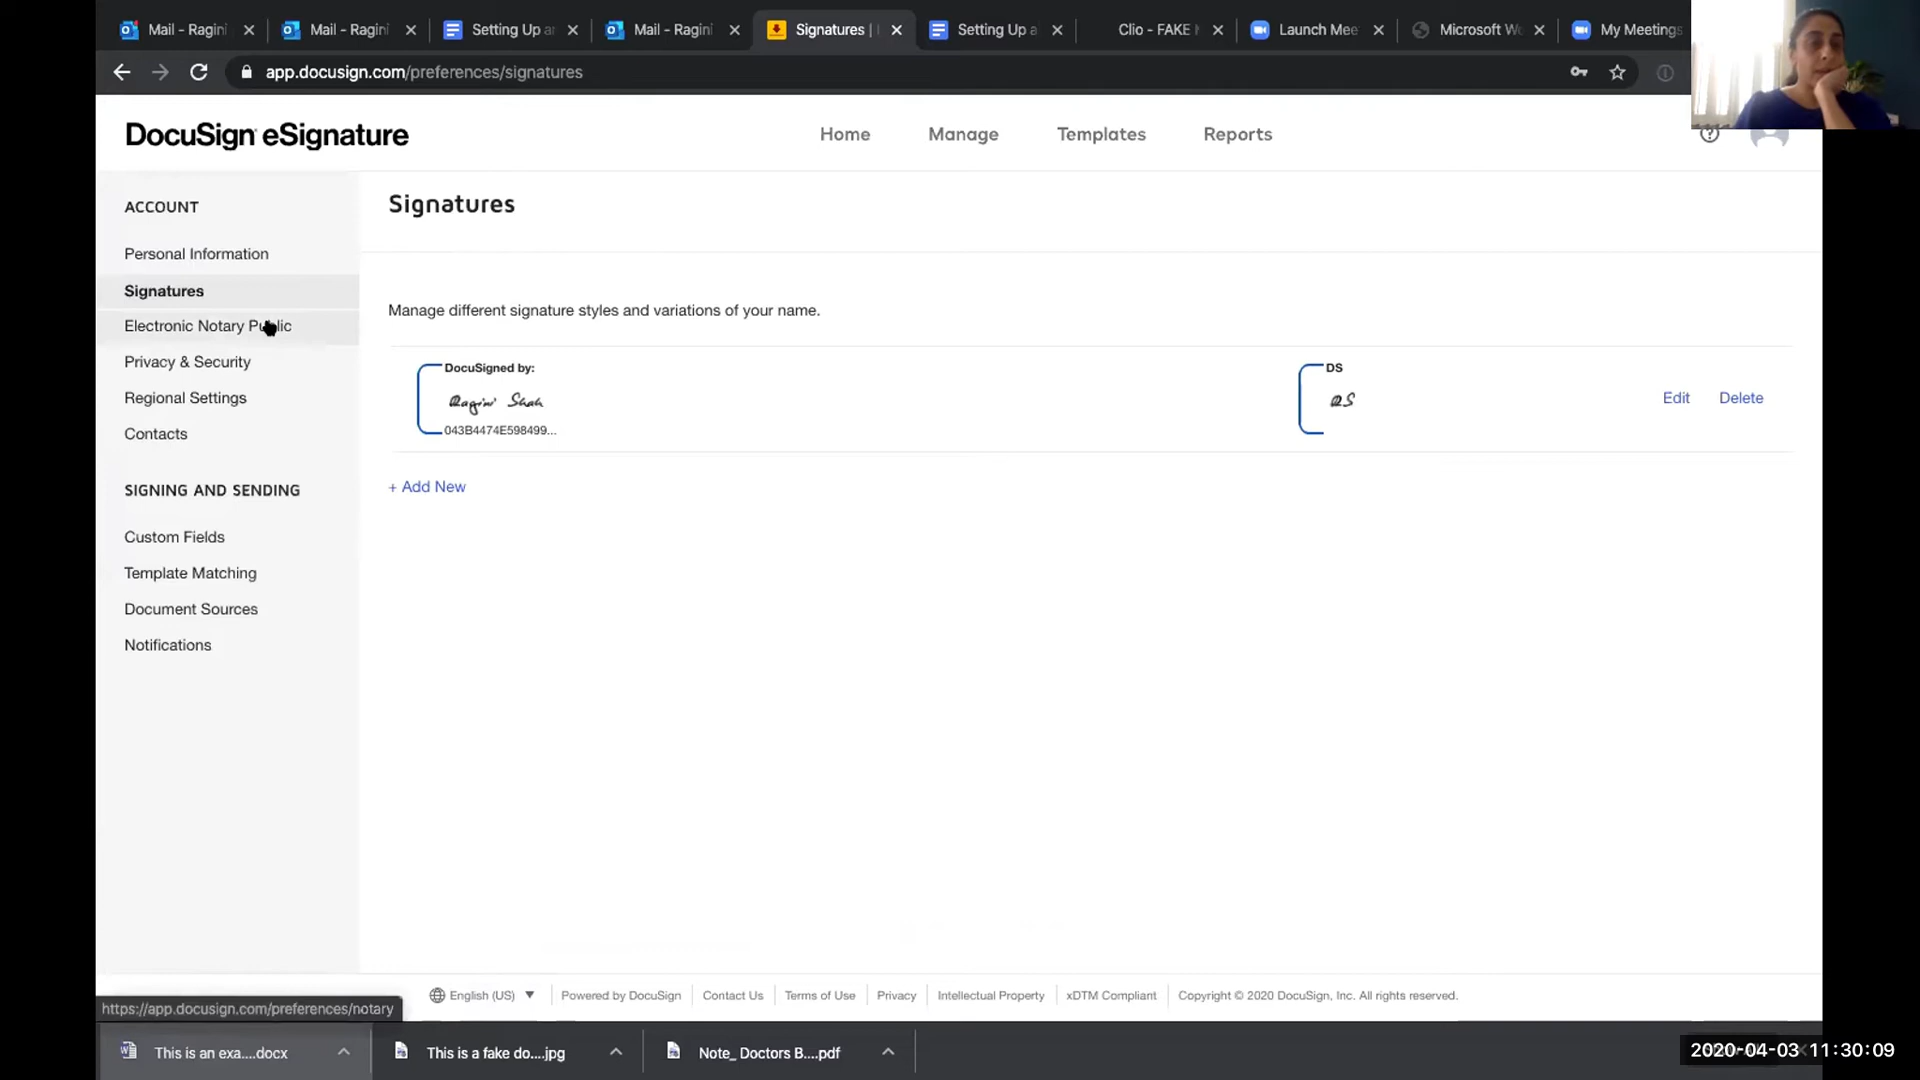 Mail - Ragini
Mail - Ragini
Setting Up an
Mail - Ragini
Signatures |
Setting Up a
Clio - FAKE
Launch Mee
Microsoft Wo
My Meetings
app.docusign.com/preferences/signatures
DocuSign eSignature
Home
Manage
Templates
Reports
ACCOUNT
Personal Information
Signatures
Electronic Notary Public
Privacy & Security
Regional Settings
Contacts
SIGNING AND SENDING
Custom Fields
Template Matching
Document Sources
Notifications
Signatures
Manage different signature styles and variations of your name.
DocuSigned by:
Ragini Shah
043B4474E598499...
DS
RS
Edit
Delete
+ Add New
English (US)
Powered by DocuSign
Contact Us
Terms of Use
Privacy
Intellectual Property
xDTM Compliant
Copyright © 2020 DocuSign, Inc. All rights reserved.
https://app.docusign.com/preferences/notary
This is an exa....docx
This is a fake do....jpg
Note_ Doctors B....pdf
2020-04-03 11:30:09